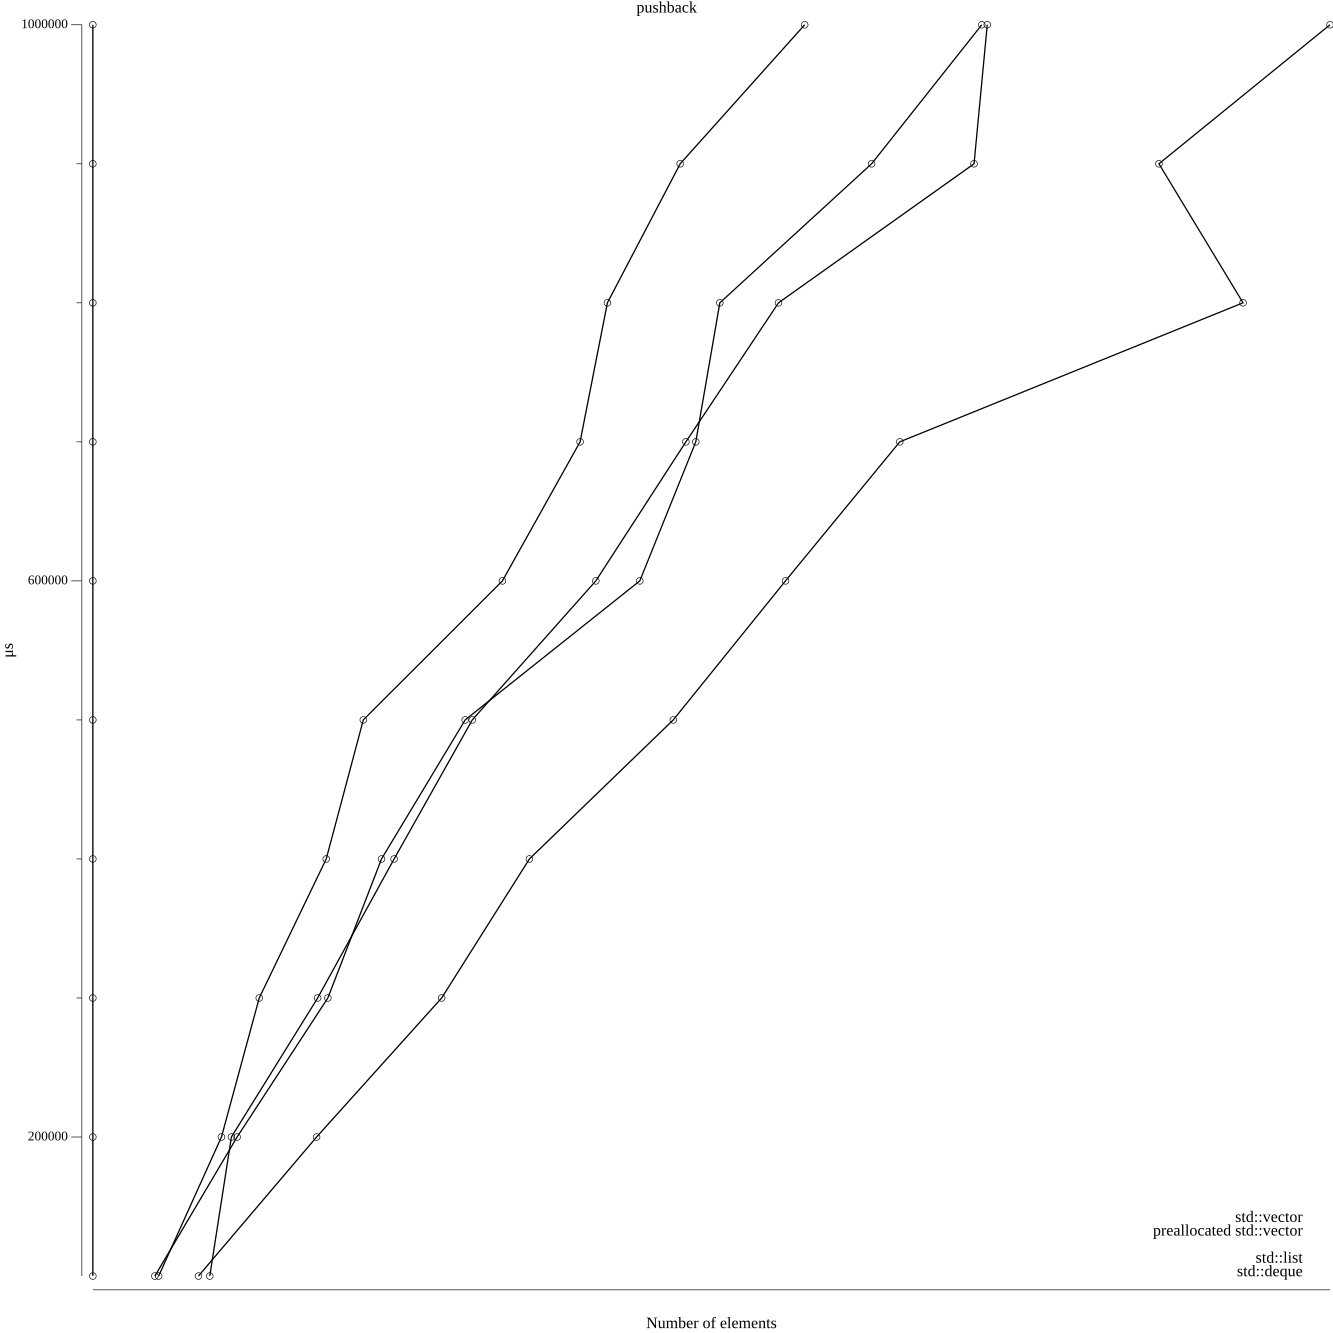 pushback
1000000
600000
µs
200000
std::vector
preallocated std::vector
std::list
std::deque
Number of elements